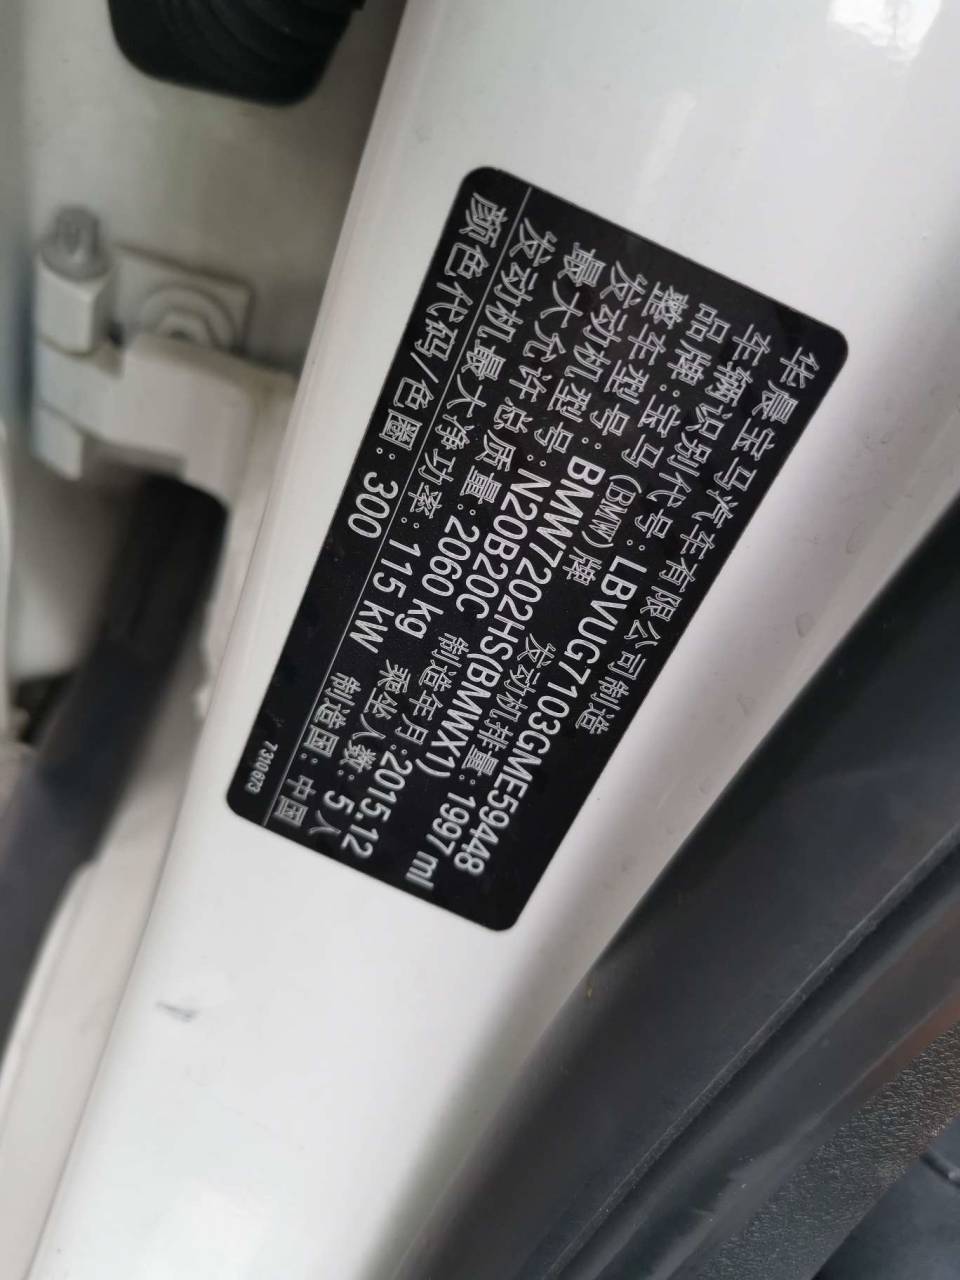 华晨宝马汽车有限公司制造
车辆识别代号：LBVUG7103GME59448
品牌：宝马(BMW)牌
整车型号：BMW7202HS(BMWX1)
发动机型号：N20B20C 发动机排量：1997 ml
最大允许总质量：2060 kg 制造年月：2015.12
发动机最大净功率：115 kW 乘坐人数：5人
颜色代码/色圈：300 制造国：中国
7310673